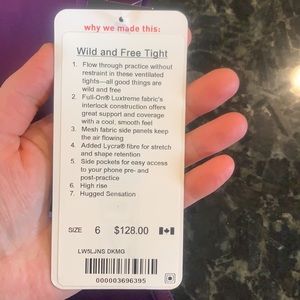 why we made this:
Wild and Free Tight
1. Flow through practice without
restraint in these ventilated
tights—all good things are
wild and free
2. Full-On® Luxtreme fabric's
interlock construction offers
great support and coverage
with a cool, smooth feel
3. Mesh fabric side panels keep
the air flowing
4. Added Lycra® fibre for stretch
and shape retention
5. Side pockets for easy access
to your phone pre- and
post-practice
6. High rise
7. Hugged Sensation
SIZE 6 $128.00
LW5LJNS DKMG
000003696395